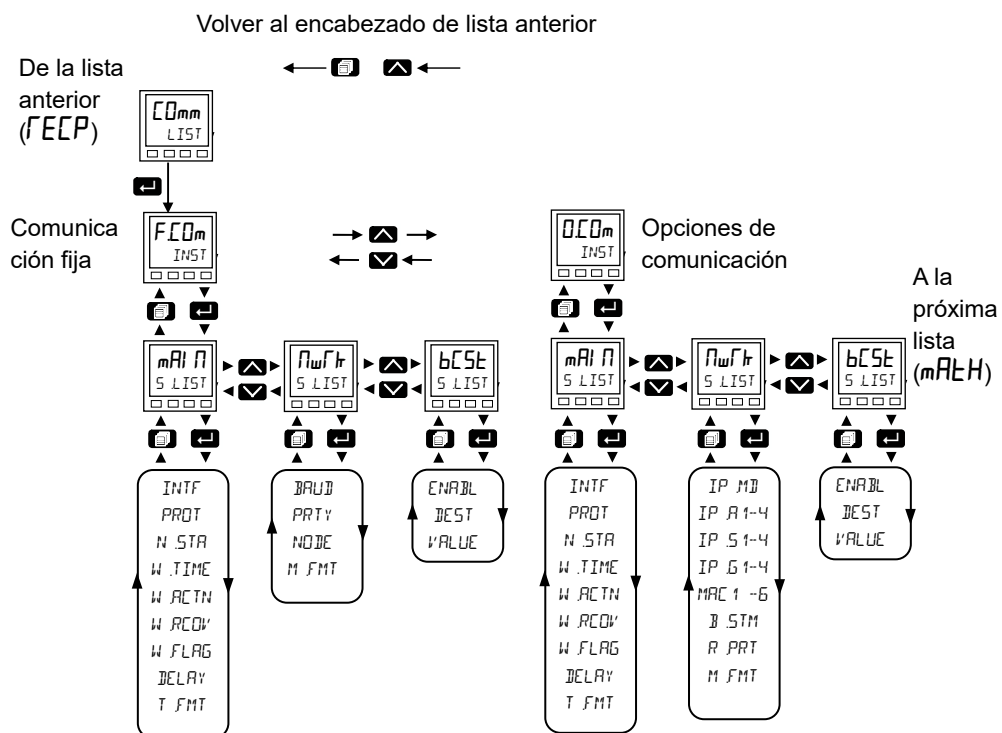 Volver al encabezado de lista anterior
De la lista
anterior
(rECP)
COmm
LIST
Comunica
ción fija
F.COm
INST
O.COm
INST
Opciones de
comunicación
A la
próxima
lista
(mAtH)
mAIN
S.LIST
NwrK
S.LIST
bCSt
S.LIST
mAIN
S.LIST
NwrK
S.LIST
bCSt
S.LIST
INTF
PROT
N.STA
W.TIME
W.ACTN
W.RCOV
W.FLAG
DELAY
T.FMT
BAUD
PRTY
NODE
M.FMT
ENABL
DEST
VALUE
INTF
PROT
N.STA
W.TIME
W.ACTN
W.RCOV
W.FLAG
DELAY
T.FMT
IP.MD
IP.A1--4
IP.S1--4
IP.G1--4
MAC1--6
B.STM
R.PRT
M.FMT
ENABL
DEST
VALUE